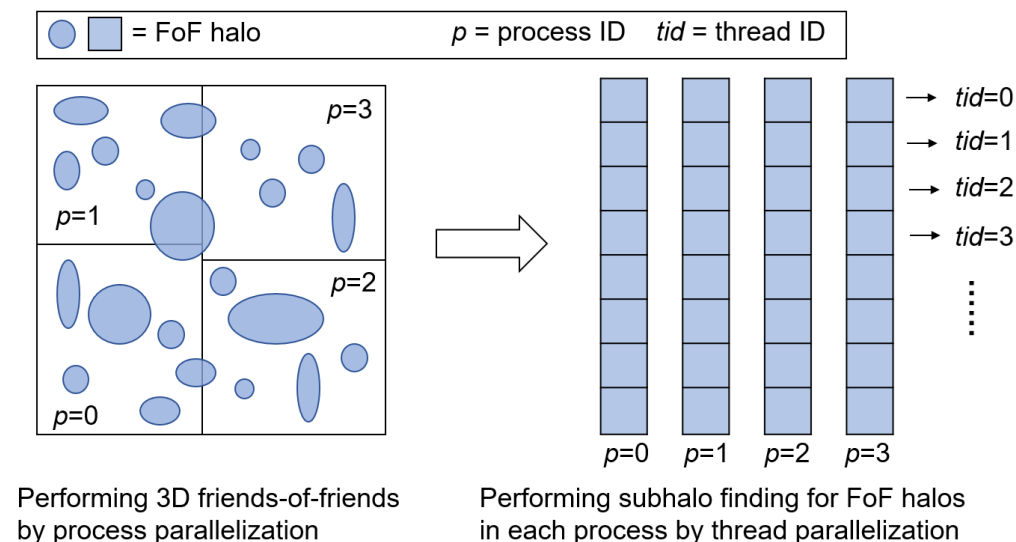 = FoF halo p = process ID tid = thread ID
p=3
p=1
p=2
p=0
tid=0
tid=1
tid=2
tid=3
p=0 p=1 p=2 p=3
Performing 3D friends-of-friends
by process parallelization
Performing subhalo finding for FoF halos
in each process by thread parallelization